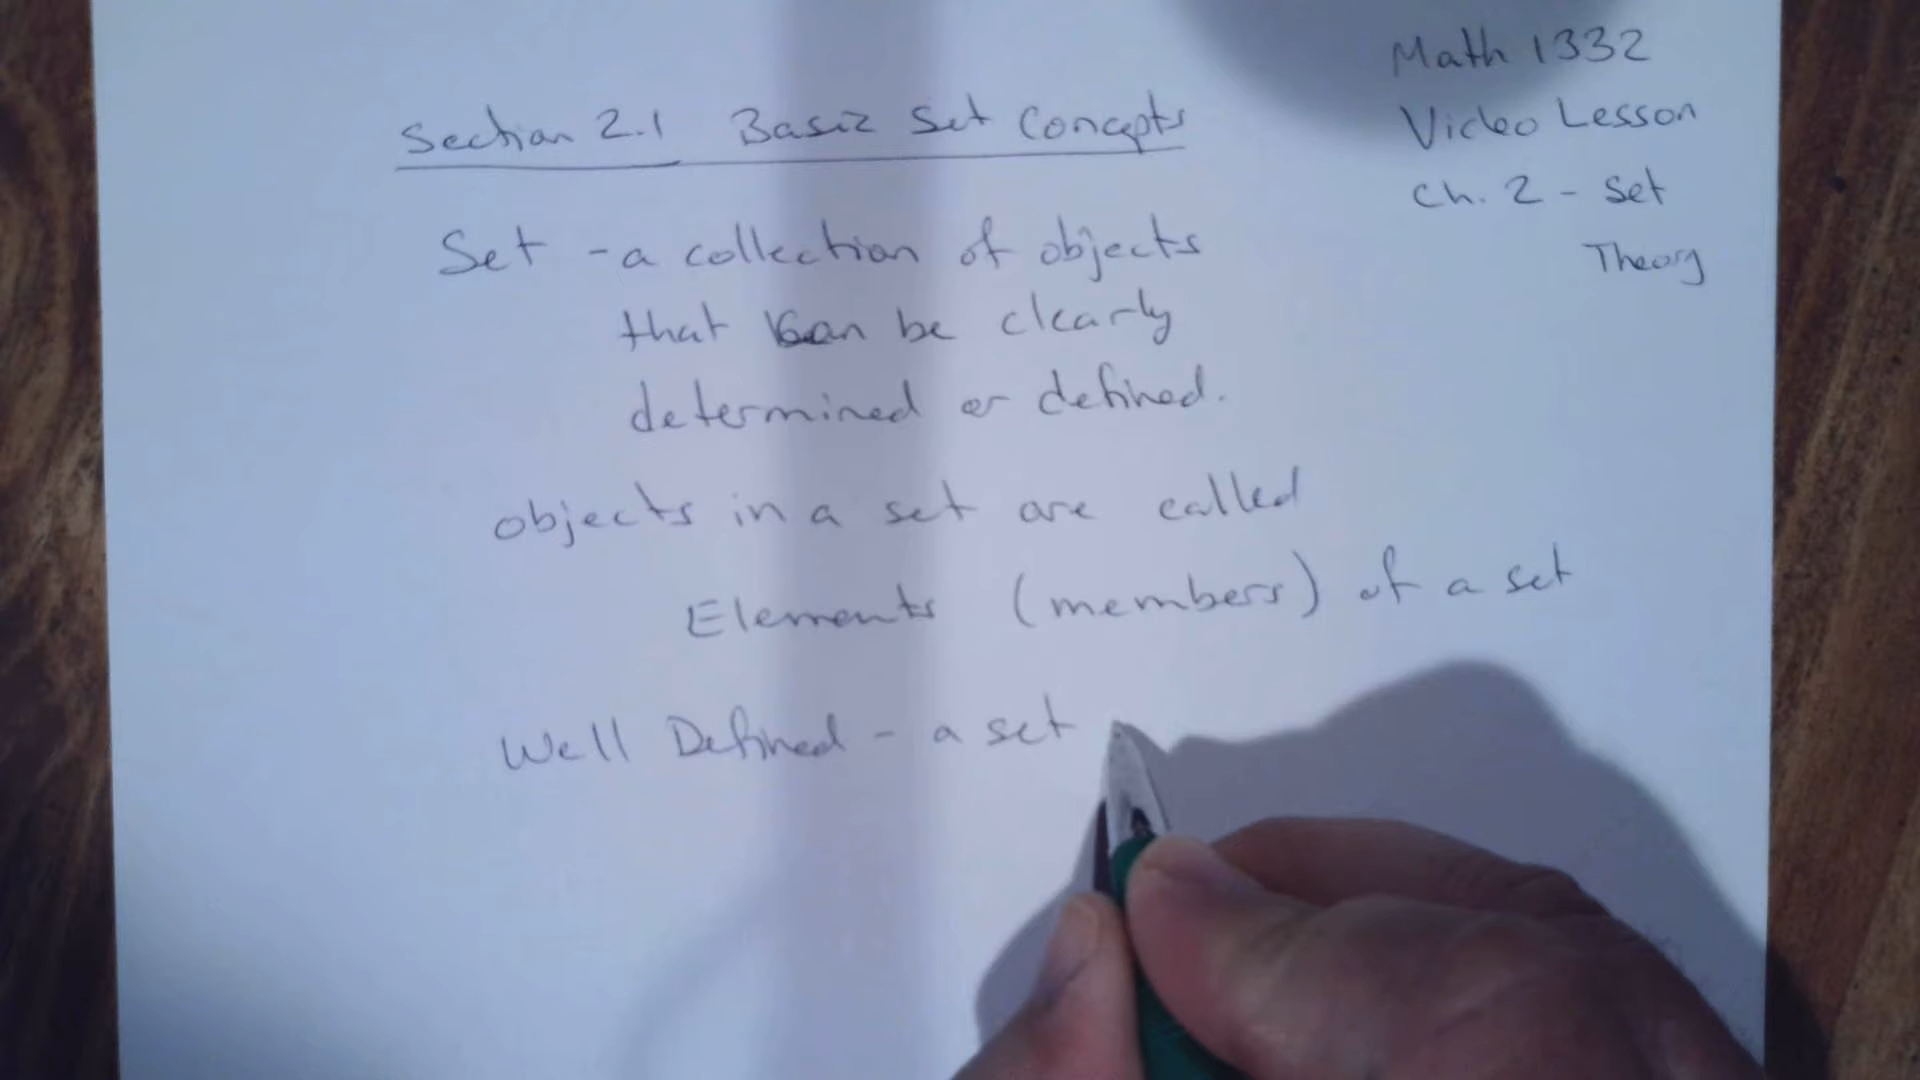 Math 1332
Video Lesson
Ch. 2 - Set
Theory
Section 2.1 Basic Set Concepts
Set - a collection of objects
that can be clearly
determined or defined.
objects in a set are called
Elements (members) of a set
Well Defined - a set